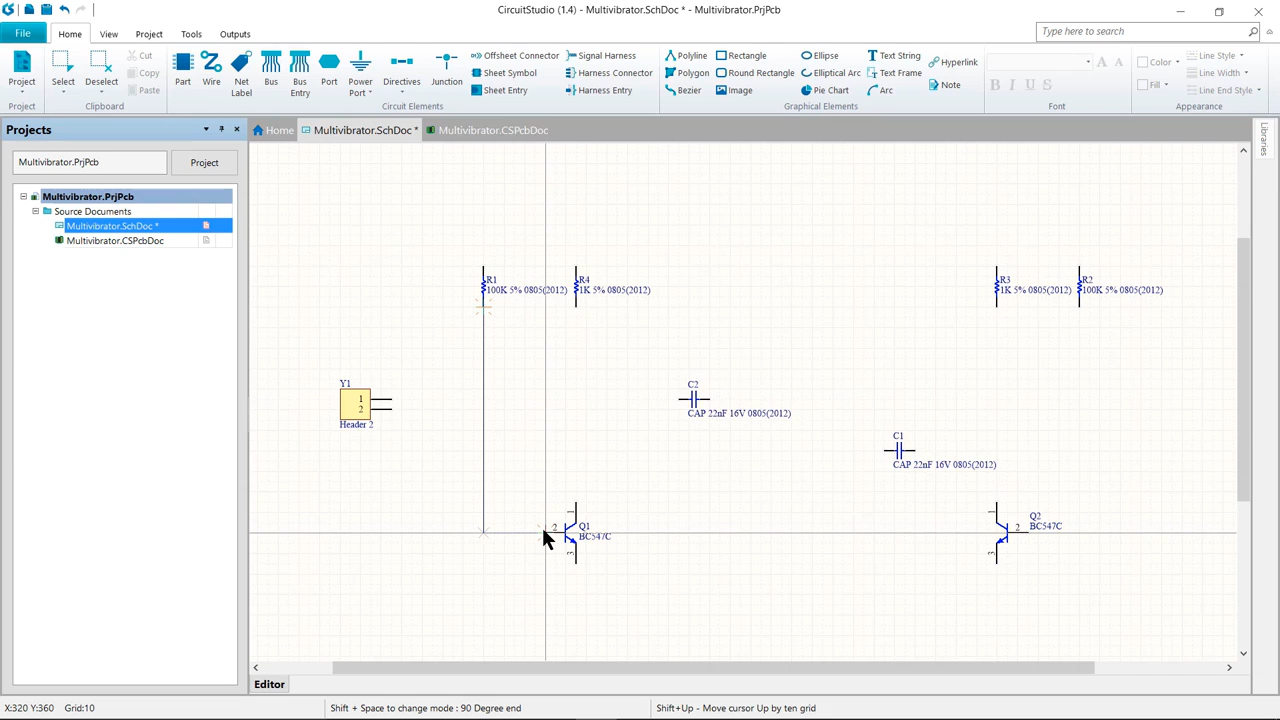 CircuitStudio (1.4) - Multivibrator.SchDoc * - Multivibrator.PrjPcb
File Home View Project Tools Outputs
Type here to search for commands
Project Select Deselect Cut Copy Paste
Part Wire Net Label Bus Bus Entry Port Power Port Directives Junction
Offsheet Connector Sheet Symbol Sheet Entry
Signal Harness Harness Connector Harness Entry
Polyline Polygon Bezier
Rectangle Round Rectangle Image
Ellipse Elliptical Arc Pie Chart
Text String Text Frame Arc
Hyperlink Note
A A
B I U S
Color Fill
Line Style Line Width Line End Style
Project Clipboard Circuit Elements Graphical Elements Font Appearance
Projects
Home Multivibrator.SchDoc * Multivibrator.CSPcbDoc
Libraries
Multivibrator.PrjPcb Project
Multivibrator.PrjPcb
Source Documents
Multivibrator.SchDoc *
Multivibrator.CSPcbDoc
R1
100K 5% 0805(2012)
R4
1K 5% 0805(2012)
R3
1K 5% 0805(2012)
R2
100K 5% 0805(2012)
Y1
1
2
Header 2
C2
CAP 22nF 16V 0805(2012)
C1
CAP 22nF 16V 0805(2012)
1
2
3
Q1
BC547C
1
2
3
Q2
BC547C
Editor
X:320 Y:360 Grid:10
Shift + Space to change mode : 90 Degree end
Shift+Up - Move cursor Up by ten grid